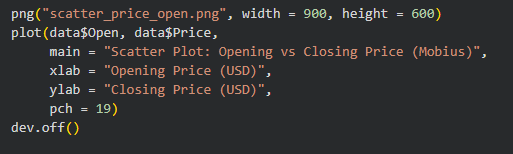 png("scatter_price_open.png", width = 900, height = 600)
plot(data$Open, data$Price,
     main = "Scatter Plot: Opening vs Closing Price (Mobius)",
     xlab = "Opening Price (USD)",
     ylab = "Closing Price (USD)",
     pch = 19)
dev.off()